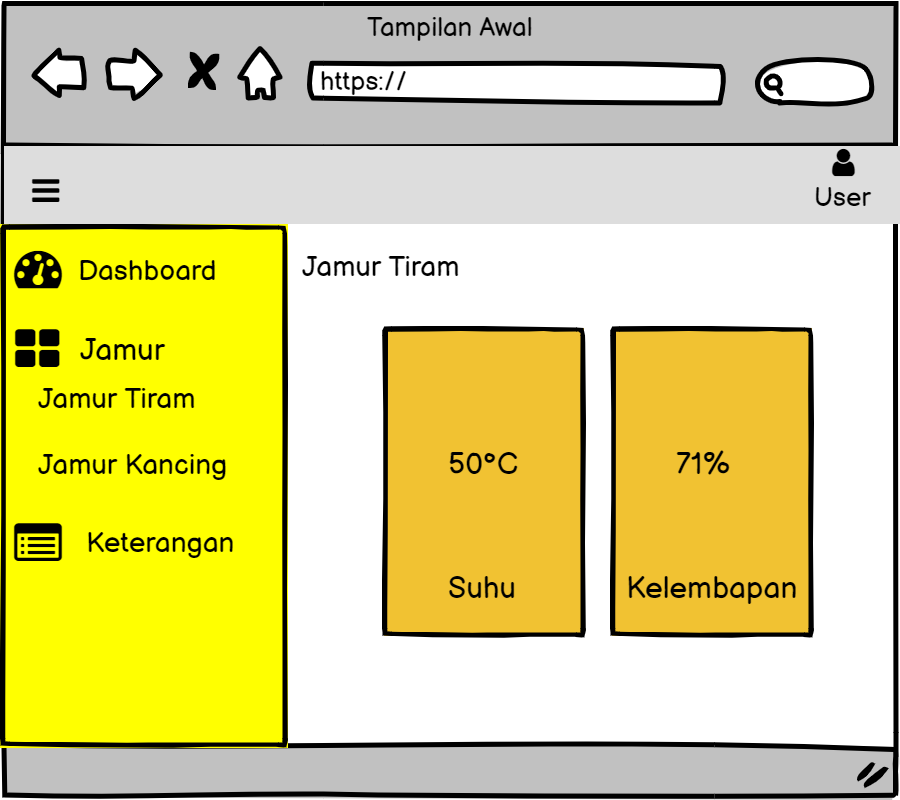 Tampilan Awal
https://
User
Dashboard
Jamur
Jamur Tiram
Jamur Kancing
Keterangan
Jamur Tiram
50°C
Suhu
71%
Kelembapan